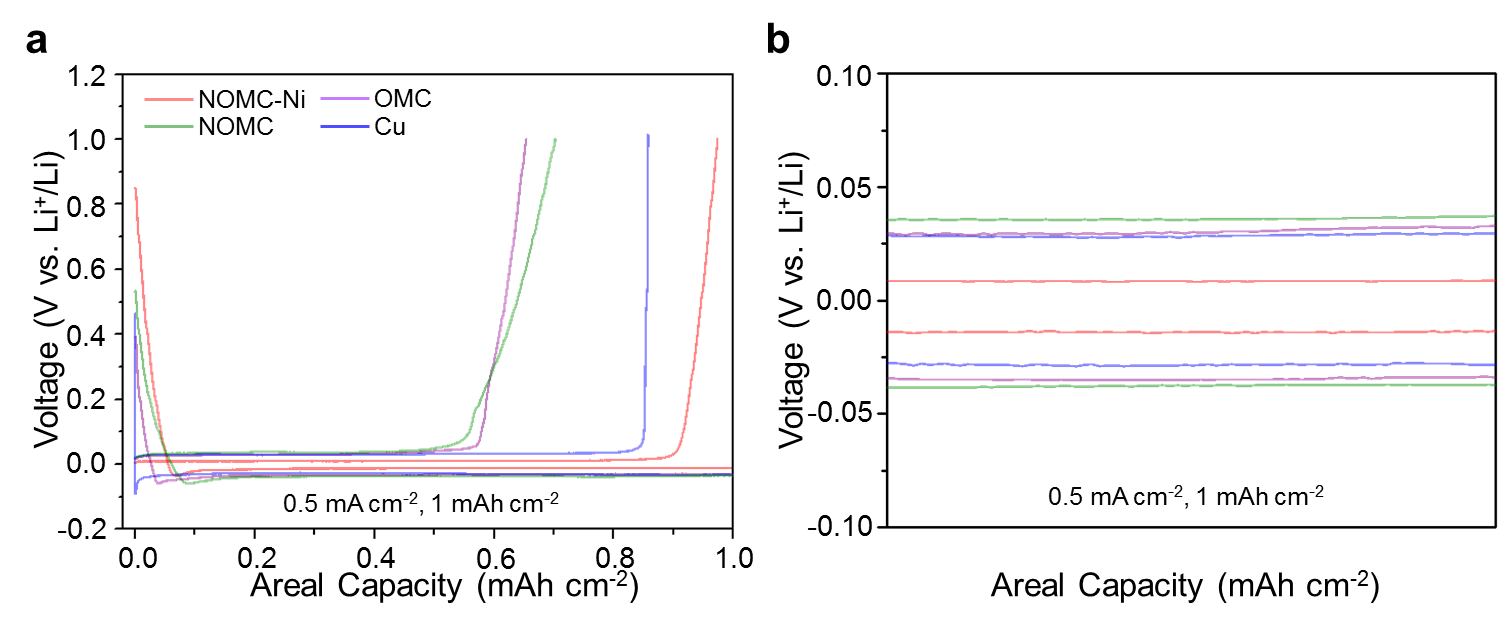 a
1.2
1.0
0.8
0.6
0.4
0.2
0.0
-0.2
Voltage (V vs. Li⁺/Li)
NOMC-Ni
OMC
NOMC
Cu
0.5 mA cm⁻², 1 mAh cm⁻²
0.0 0.2 0.4 0.6 0.8 1.0
Areal Capacity (mAh cm⁻²)
b
0.10
0.05
0.00
-0.05
-0.10
Voltage (V vs. Li⁺/Li)
0.5 mA cm⁻², 1 mAh cm⁻²
Areal Capacity (mAh cm⁻²)